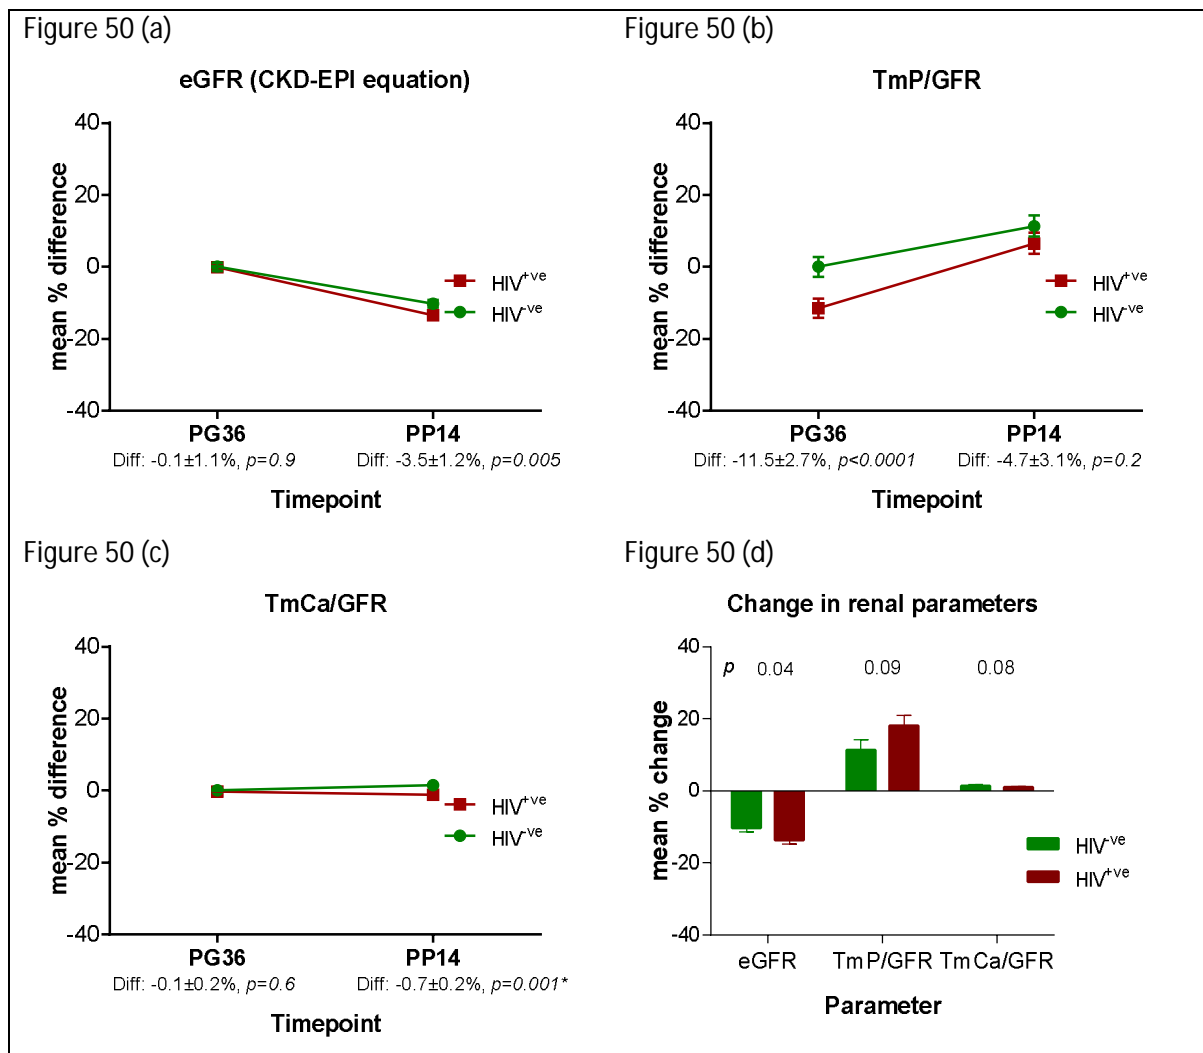 Figure 50 (a)
eGFR (CKD-EPI equation)
mean % difference
40
20
0
-20
-40
HIV+ve
HIV-ve
PG36
PP14
Diff: -0.1±1.1%, p=0.9
Diff: -3.5±1.2%, p=0.005
Timepoint
Figure 50 (b)
TmP/GFR
mean % difference
40
20
0
-20
-40
HIV+ve
HIV-ve
PG36
PP14
Diff: -11.5±2.7%, p<0.0001
Diff: -4.7±3.1%, p=0.2
Timepoint
Figure 50 (c)
TmCa/GFR
mean % difference
40
20
0
-20
-40
HIV+ve
HIV-ve
PG36
PP14
Diff: -0.1±0.2%, p=0.6
Diff: -0.7±0.2%, p=0.001*
Timepoint
Figure 50 (d)
Change in renal parameters
mean % change
40
20
0
-20
-40
p 0.04 0.09 0.08
HIV-ve
HIV+ve
eGFR TmP/GFR TmCa/GFR
Parameter